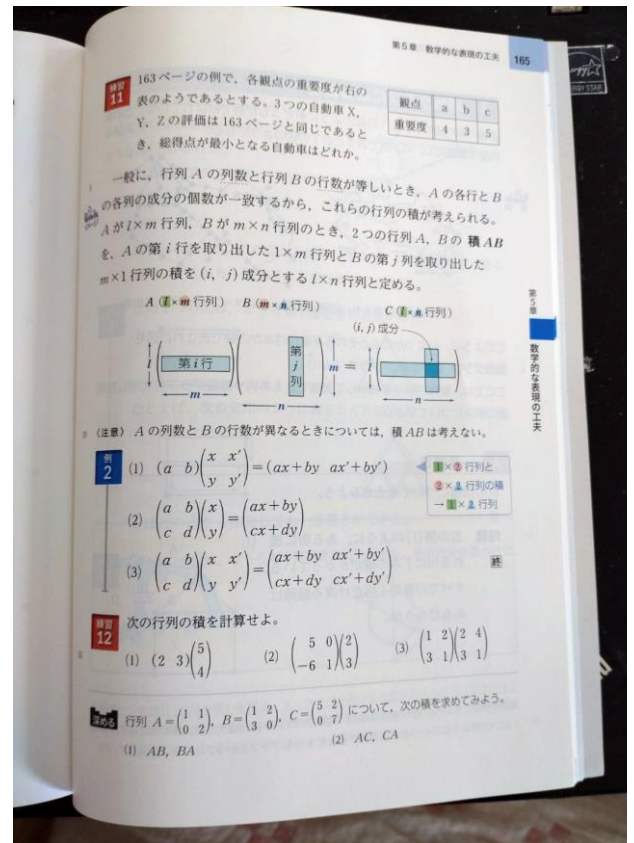 第5章 数学的な表現の工夫 165
練習11 163ページの例で，各観点の重要度が右の
表のようであるとする。3つの自動車X，
Y，Zの評価は163ページと同じであると
き，総得点が最小となる自動車はどれか。
観点 a b c
重要度 4 3 5
一般に，行列Aの列数と行列Bの行数が等しいとき，Aの各行とB
の各列の成分の個数が一致するから，これらの行列の積が考えられる。
Aがl×m行列，Bがm×n行列のとき，2つの行列A，Bの積AB
を，Aの第i行を取り出した1×m行列とBの第j列を取り出した
m×1行列の積を(i, j)成分とするl×n行列と定める。
A (l×m行列) B (m×n行列) C (l×n行列)
(i, j)成分
l 第i行 m 第j列 m n = l n
(注意) Aの列数とBの行数が異なるときについては，積ABは考えない。
例2 (1) (a b)(x x' y y')=(ax+by ax'+by')
1×2行列と
2×2行列の積
→1×2行列
(2) (a b c d)(x y)=(ax+by cx+dy)
(3) (a b c d)(x x' y y')=(ax+by ax'+by' cx+dy cx'+dy') 終
練習12 次の行列の積を計算せよ。
(1) (2 3)(5 4) (2) (5 0 -6 1)(2 3) (3) (1 2 3 1)(2 4 3 1)
深める 行列 A=(1 1 0 2)，B=(1 2 3 0)，C=(5 2 0 7) について，次の積を求めてみよう。
(1) AB, BA (2) AC, CA
第5章 数学的な表現の工夫
ENERGY STAR